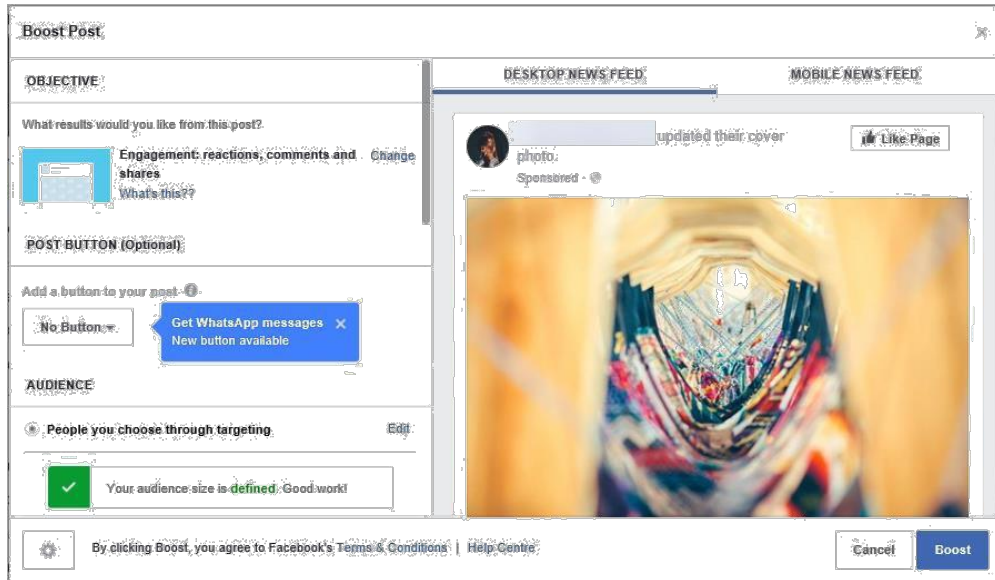 Boost Post
OBJECTIVE
What results would you like from this post?
Engagement: reactions, comments and
shares
Change
What's this??
POST BUTTON (Optional)
Add a button to your post
No Button
Get WhatsApp messages
New button available
AUDIENCE
People you choose through targeting
Edit
Your audience size is defined. Good work!
DESKTOP NEWS FEED
MOBILE NEWS FEED
updated their cover
photo.
Sponsored ·
Like Page
By clicking Boost, you agree to Facebook's Terms & Conditions | Help Centre
Cancel
Boost